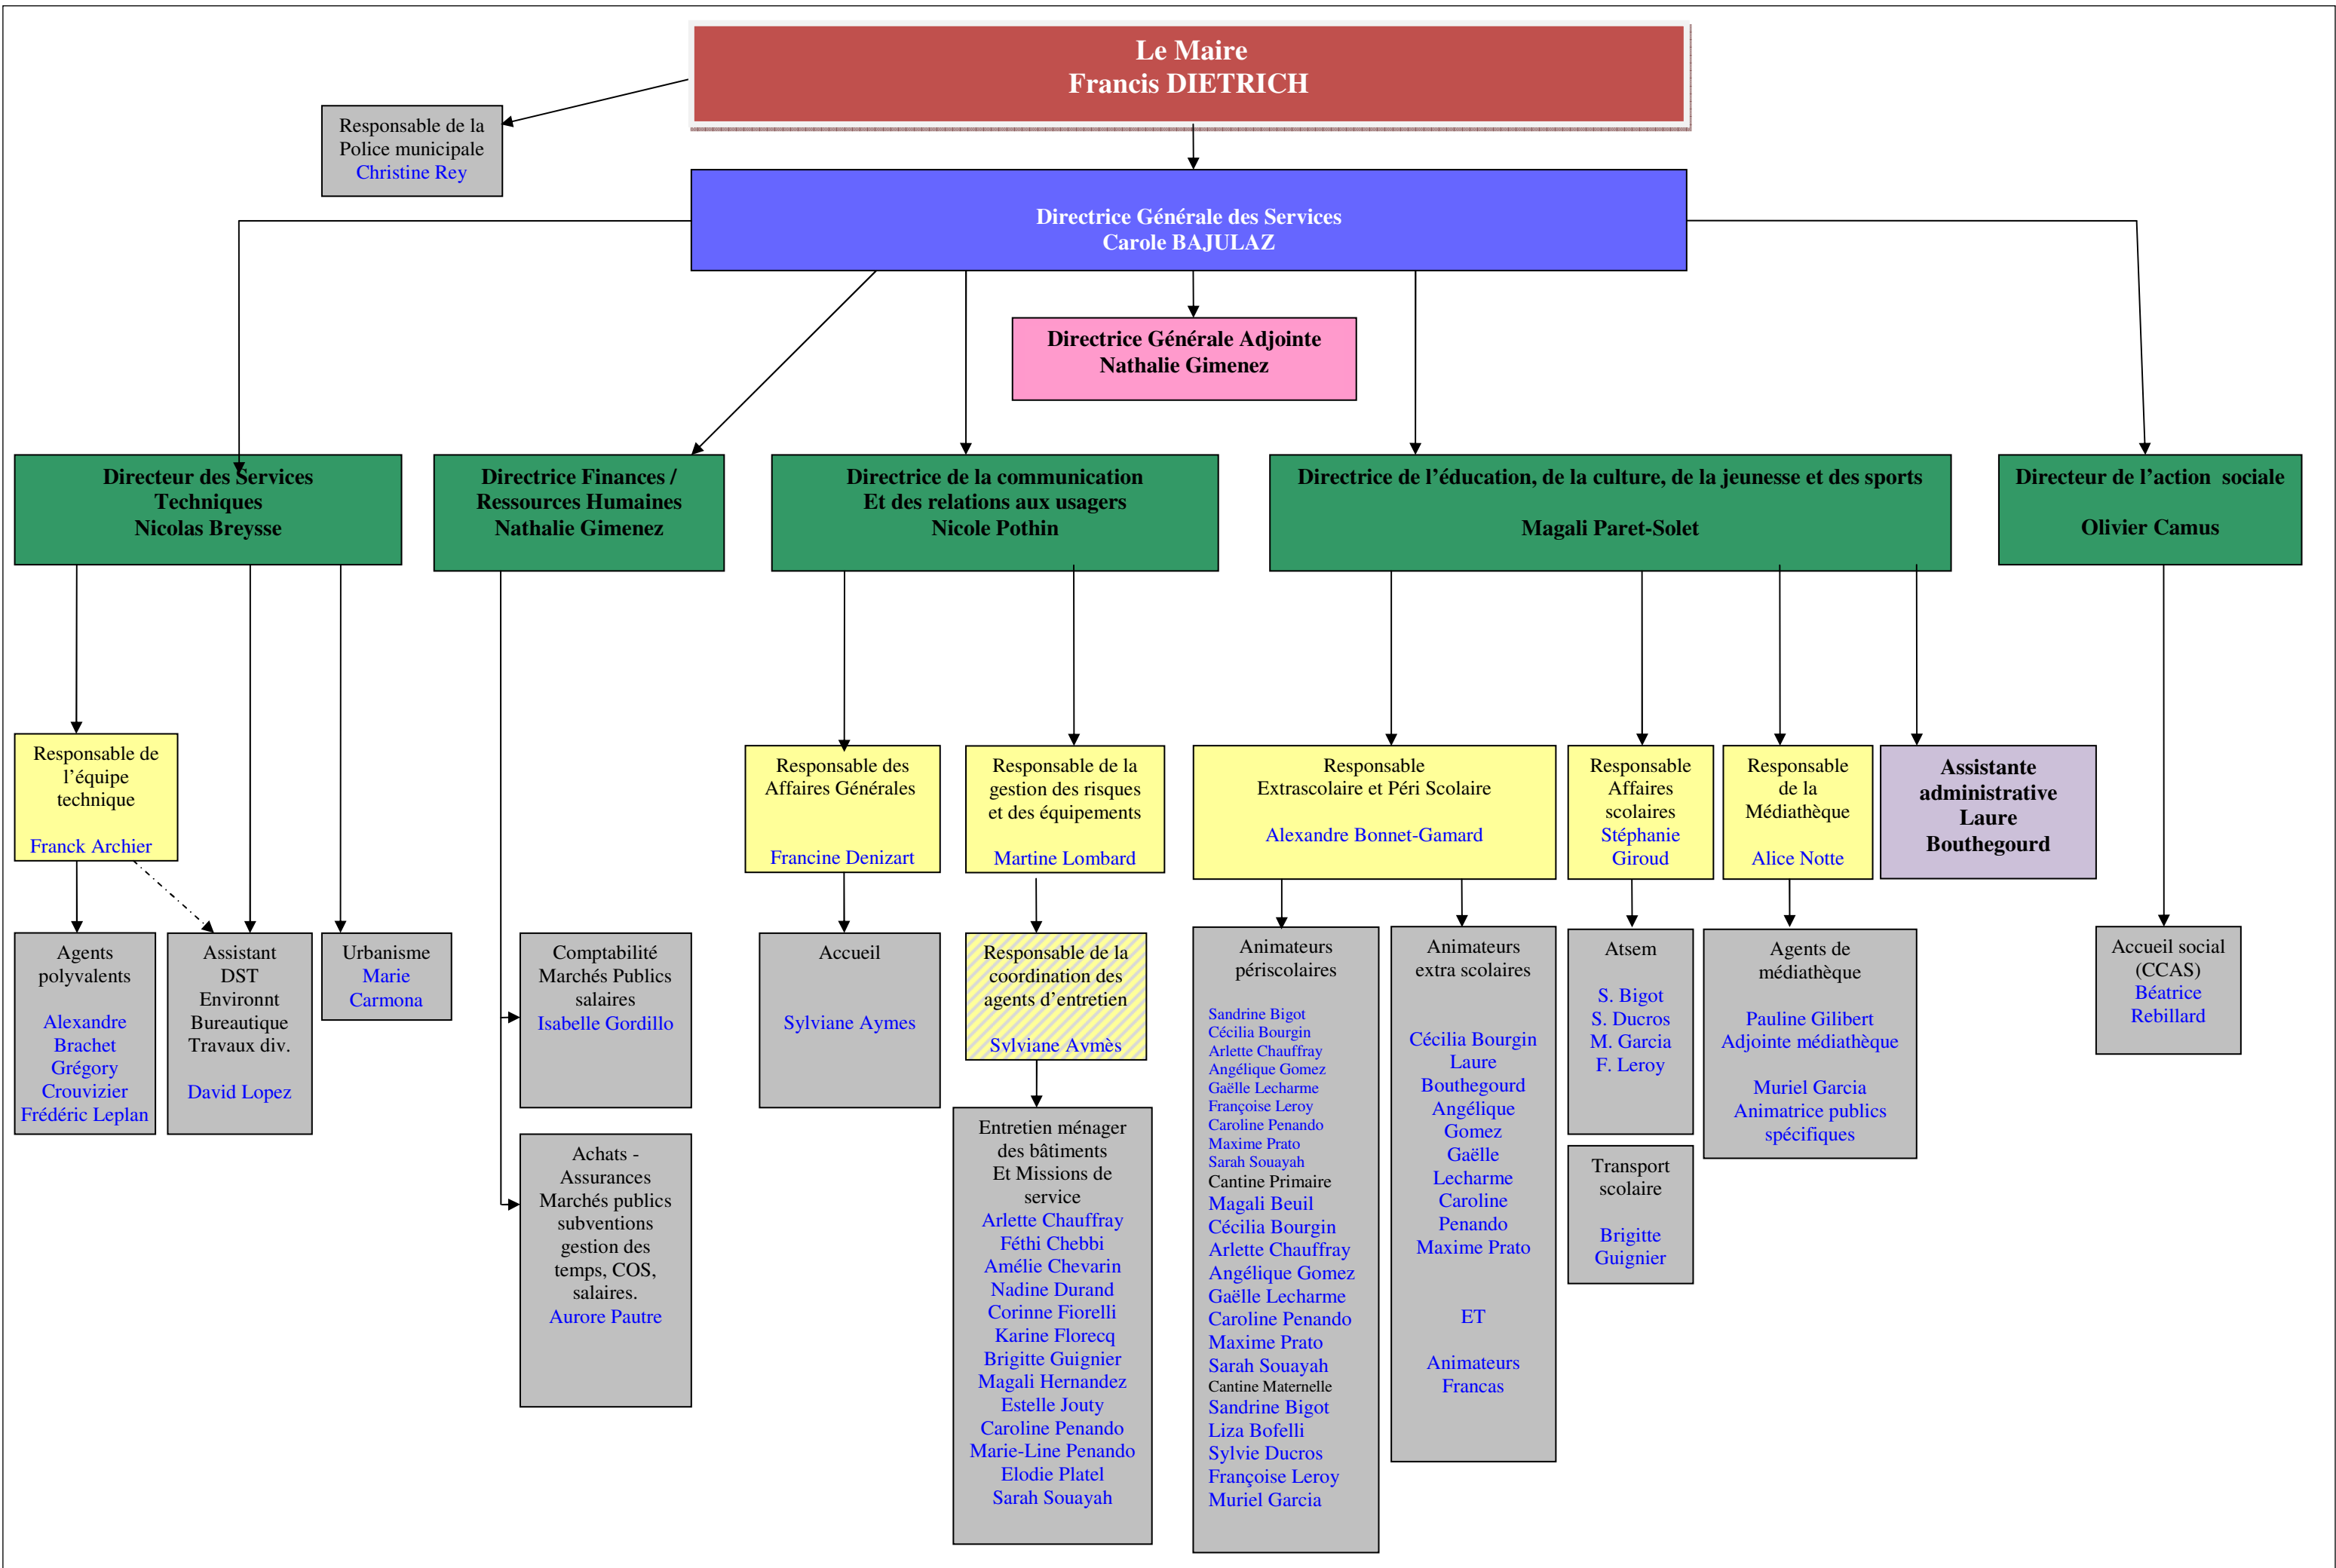 Le Maire
Francis DIETRICH
Responsable de la
Police municipale
Christine Rey
Directrice Générale des Services
Carole BAJULAZ
Directrice Générale Adjointe
Nathalie Gimenez
Directeur des Services
Techniques
Nicolas Breysse
Directrice Finances /
Ressources Humaines
Nathalie Gimenez
Directrice de la communication
Et des relations aux usagers
Nicole Pothin
Directrice de l’éducation, de la culture, de la jeunesse et des sports
Magali Paret-Solet
Directeur de l’action sociale
Olivier Camus
Responsable de
l’équipe
technique
Franck Archier
Responsable des
Affaires Générales
Francine Denizart
Responsable de la
gestion des risques
et des équipements
Martine Lombard
Responsable
Extrascolaire et Péri Scolaire
Alexandre Bonnet-Gamard
Responsable
Affaires
scolaires
Stéphanie
Giroud
Responsable
de la
Médiathèque
Alice Notte
Assistante
administrative
Laure
Bouthegourd
Agents
polyvalents
Alexandre
Brachet
Grégory
Crouvizier
Frédéric Leplan
Assistant
DST
Environnt
Bureautique
Travaux div.
David Lopez
Urbanisme
Marie
Carmona
Comptabilité
Marchés Publics
salaires
Isabelle Gordillo
Achats -
Assurances
Marchés publics
subventions
gestion des
temps, COS,
salaires.
Aurore Pautre
Accueil
Sylviane Aymes
Responsable de la
coordination des
agents d’entretien
Sylviane Aymès
Entretien ménager
des bâtiments
Et Missions de
service
Arlette Chauffray
Féthi Chebbi
Amélie Chevarin
Nadine Durand
Corinne Fiorelli
Karine Florecq
Brigitte Guignier
Magali Hernandez
Estelle Jouty
Caroline Penando
Marie-Line Penando
Elodie Platel
Sarah Souayah
Animateurs
périscolaires
Sandrine Bigot
Cécilia Bourgin
Arlette Chauffray
Angélique Gomez
Gaëlle Lecharme
Françoise Leroy
Caroline Penando
Maxime Prato
Sarah Souayah
Cantine Primaire
Magali Beuil
Cécilia Bourgin
Arlette Chauffray
Angélique Gomez
Gaëlle Lecharme
Caroline Penando
Maxime Prato
Sarah Souayah
Cantine Maternelle
Sandrine Bigot
Liza Bofelli
Sylvie Ducros
Françoise Leroy
Muriel Garcia
Animateurs
extra scolaires
Cécilia Bourgin
Laure
Bouthegourd
Angélique
Gomez
Gaëlle
Lecharme
Caroline
Penando
Maxime Prato
ET
Animateurs
Francas
Atsem
S. Bigot
S. Ducros
M. Garcia
F. Leroy
Transport
scolaire
Brigitte
Guignier
Agents de
médiathèque
Pauline Gilibert
Adjointe médiathèque
Muriel Garcia
Animatrice publics
spécifiques
Accueil social
(CCAS)
Béatrice
Rebillard